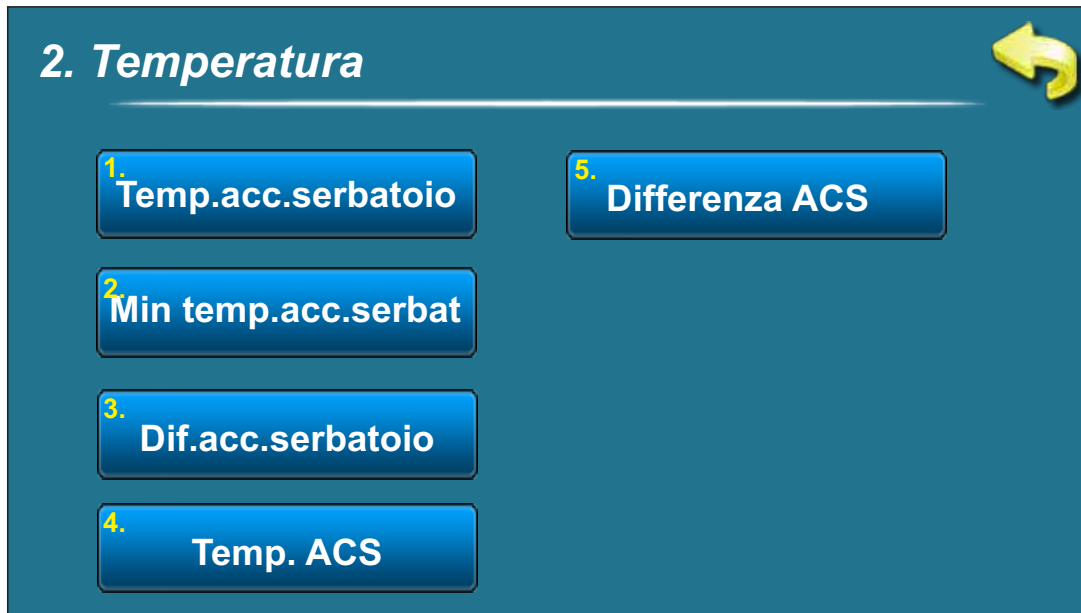 2. Temperatura
1.
Temp.acc.serbatoio
2.
Min temp.acc.serbat
3.
Dif.acc.serbatoio
4.
Temp. ACS
5.
Differenza ACS